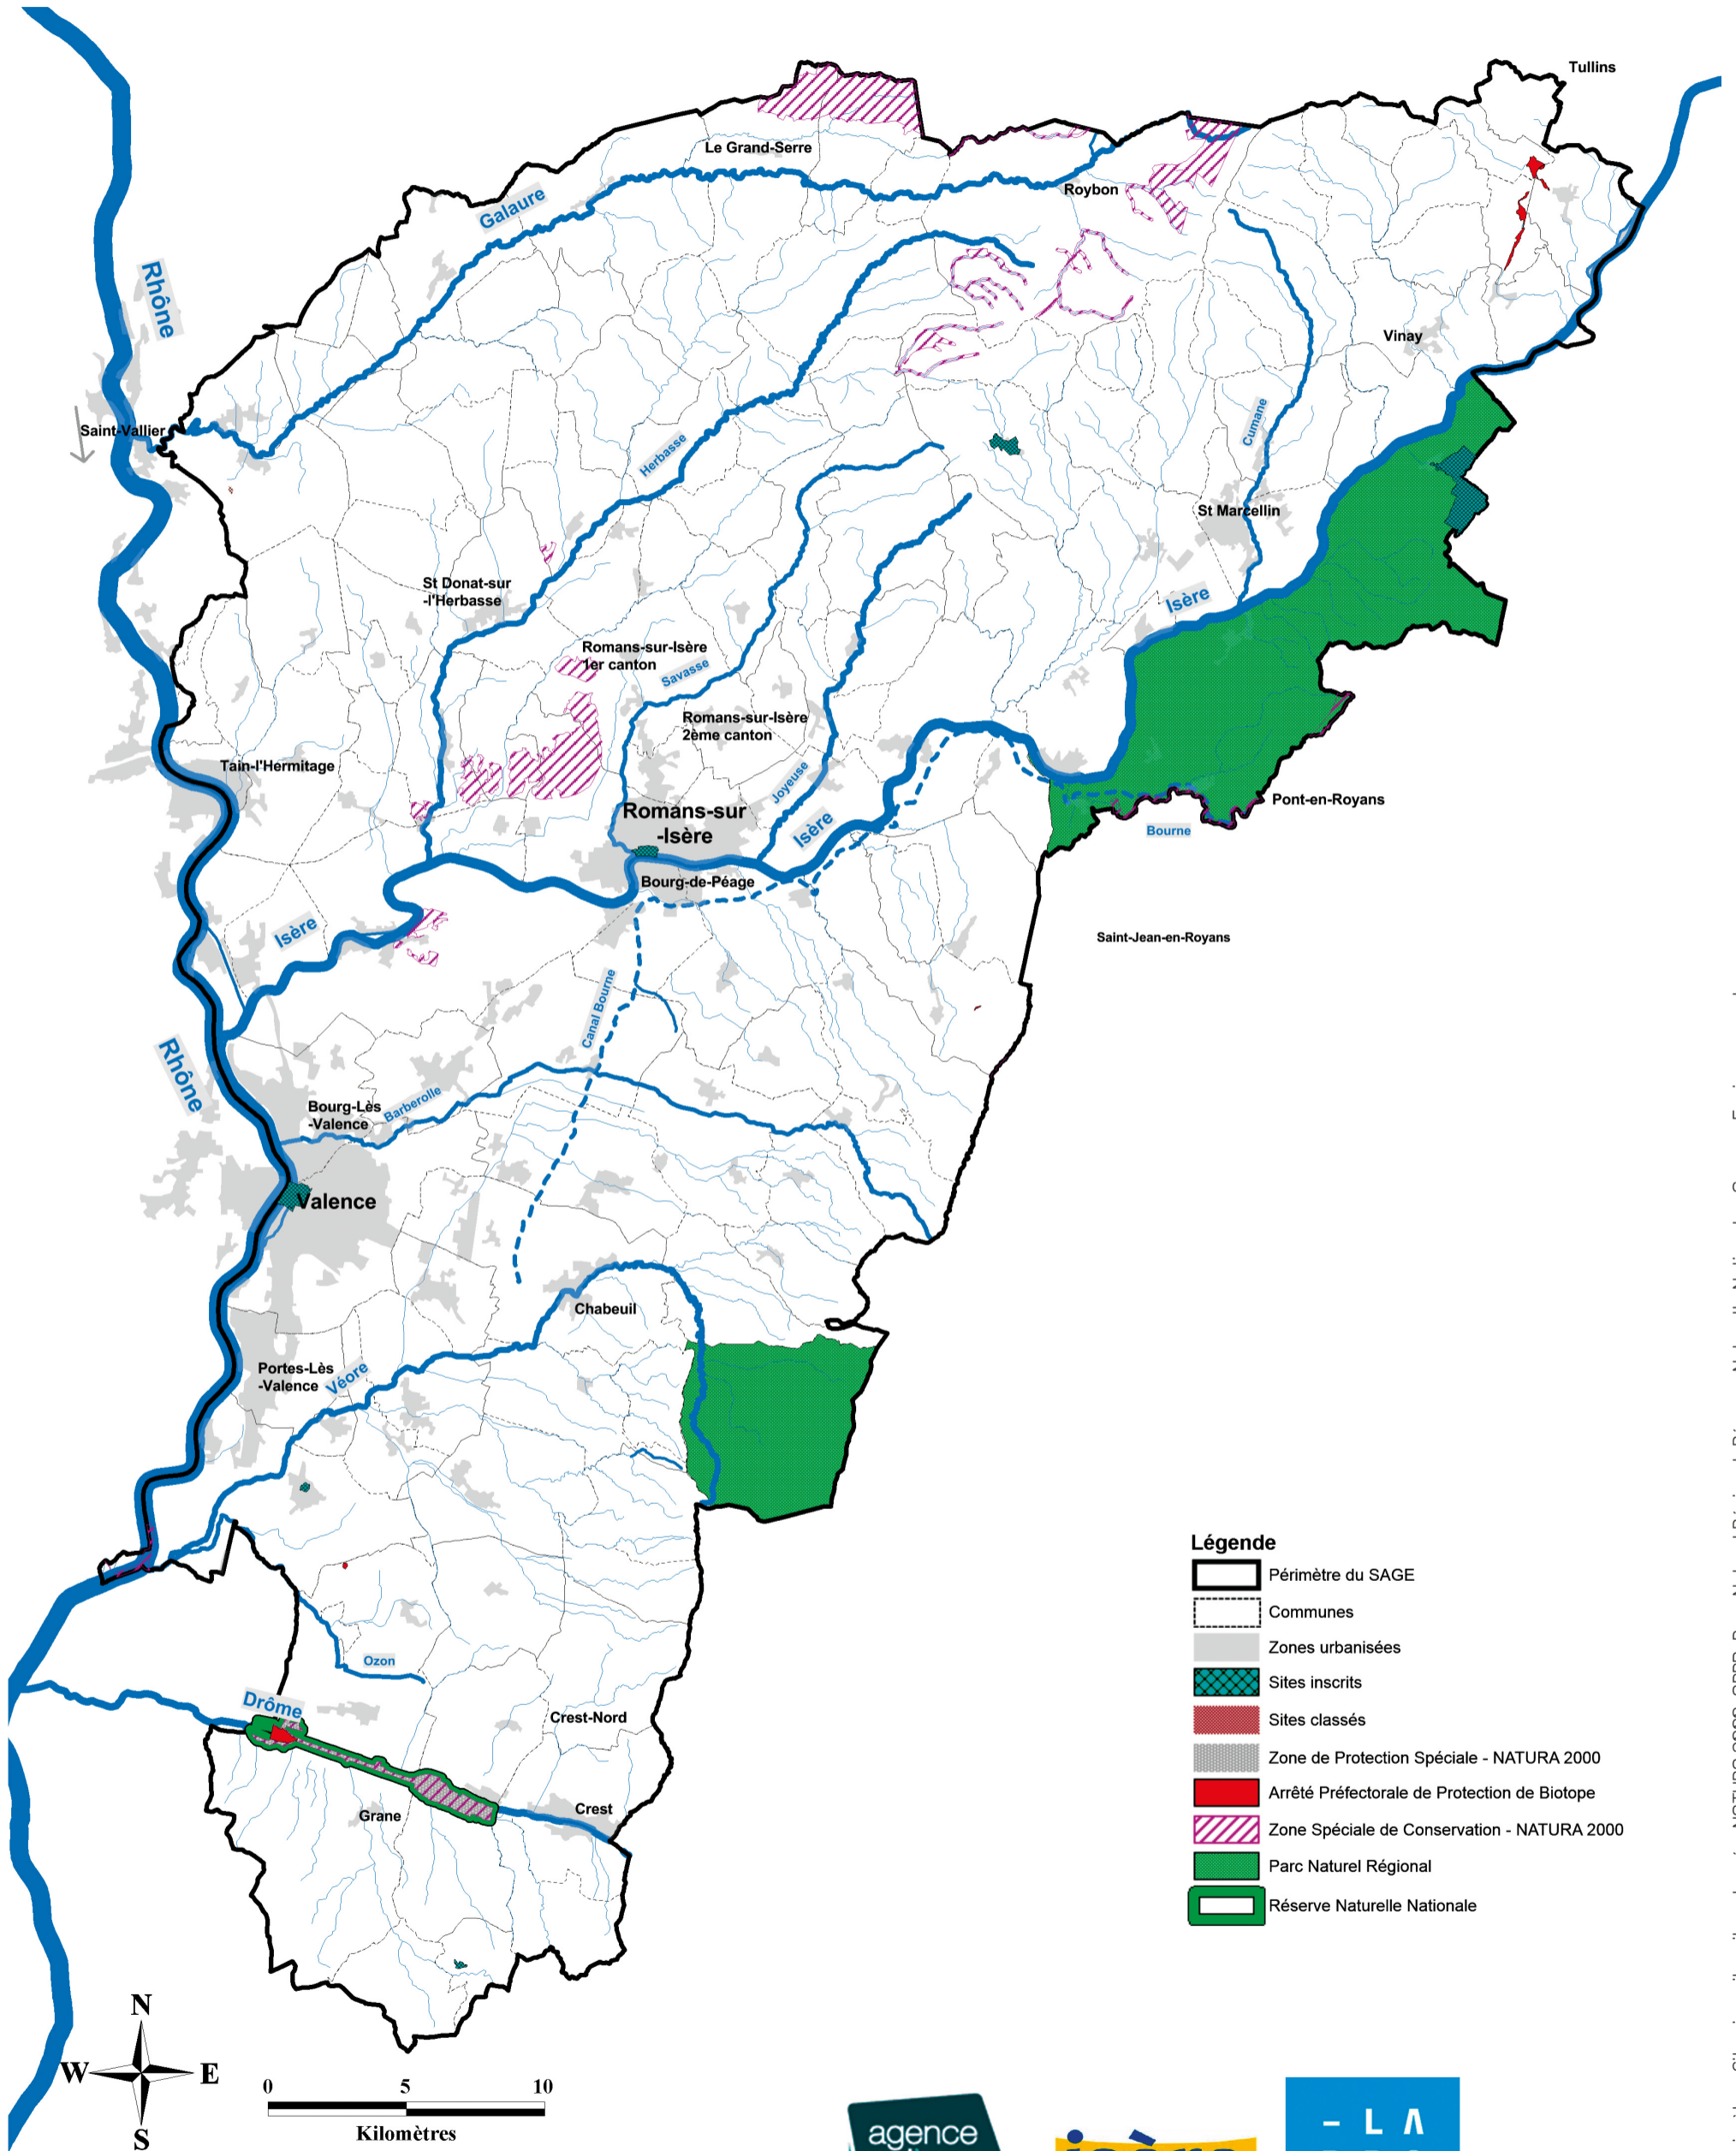 Tullins
Le Grand-Serre
Roybon
Galaure
Rhône
Vinay
Saint-Vallier
Herbasse
Cumane
St Marcellin
St Donat-sur
-l'Herbasse
Isère
Romans-sur-Isère
1er canton
Savasse
Romans-sur-Isère
2ème canton
Tain-l'Hermitage
Joyeuse
Romans-sur
-Isère
Isère
Pont-en-Royans
Bourne
Bourg-de-Péage
Isère
Saint-Jean-en-Royans
Canal Bourne
Rhône
Bourg-Lès
-Valence
Barberolle
Valence
Chabeuil
Portes-Lès
-Valence
Véore
Ozon
Drôme
Crest-Nord
Grane
Crest
Légende
Périmètre du SAGE
Communes
Zones urbanisées
Sites inscrits
Sites classés
Zone de Protection Spéciale - NATURA 2000
Arrêté Préfectorale de Protection de Biotope
Zone Spéciale de Conservation - NATURA 2000
Parc Naturel Régional
Réserve Naturelle Nationale
N
W
E
S
0 5 10
Kilomètres
agence
isère
- L A